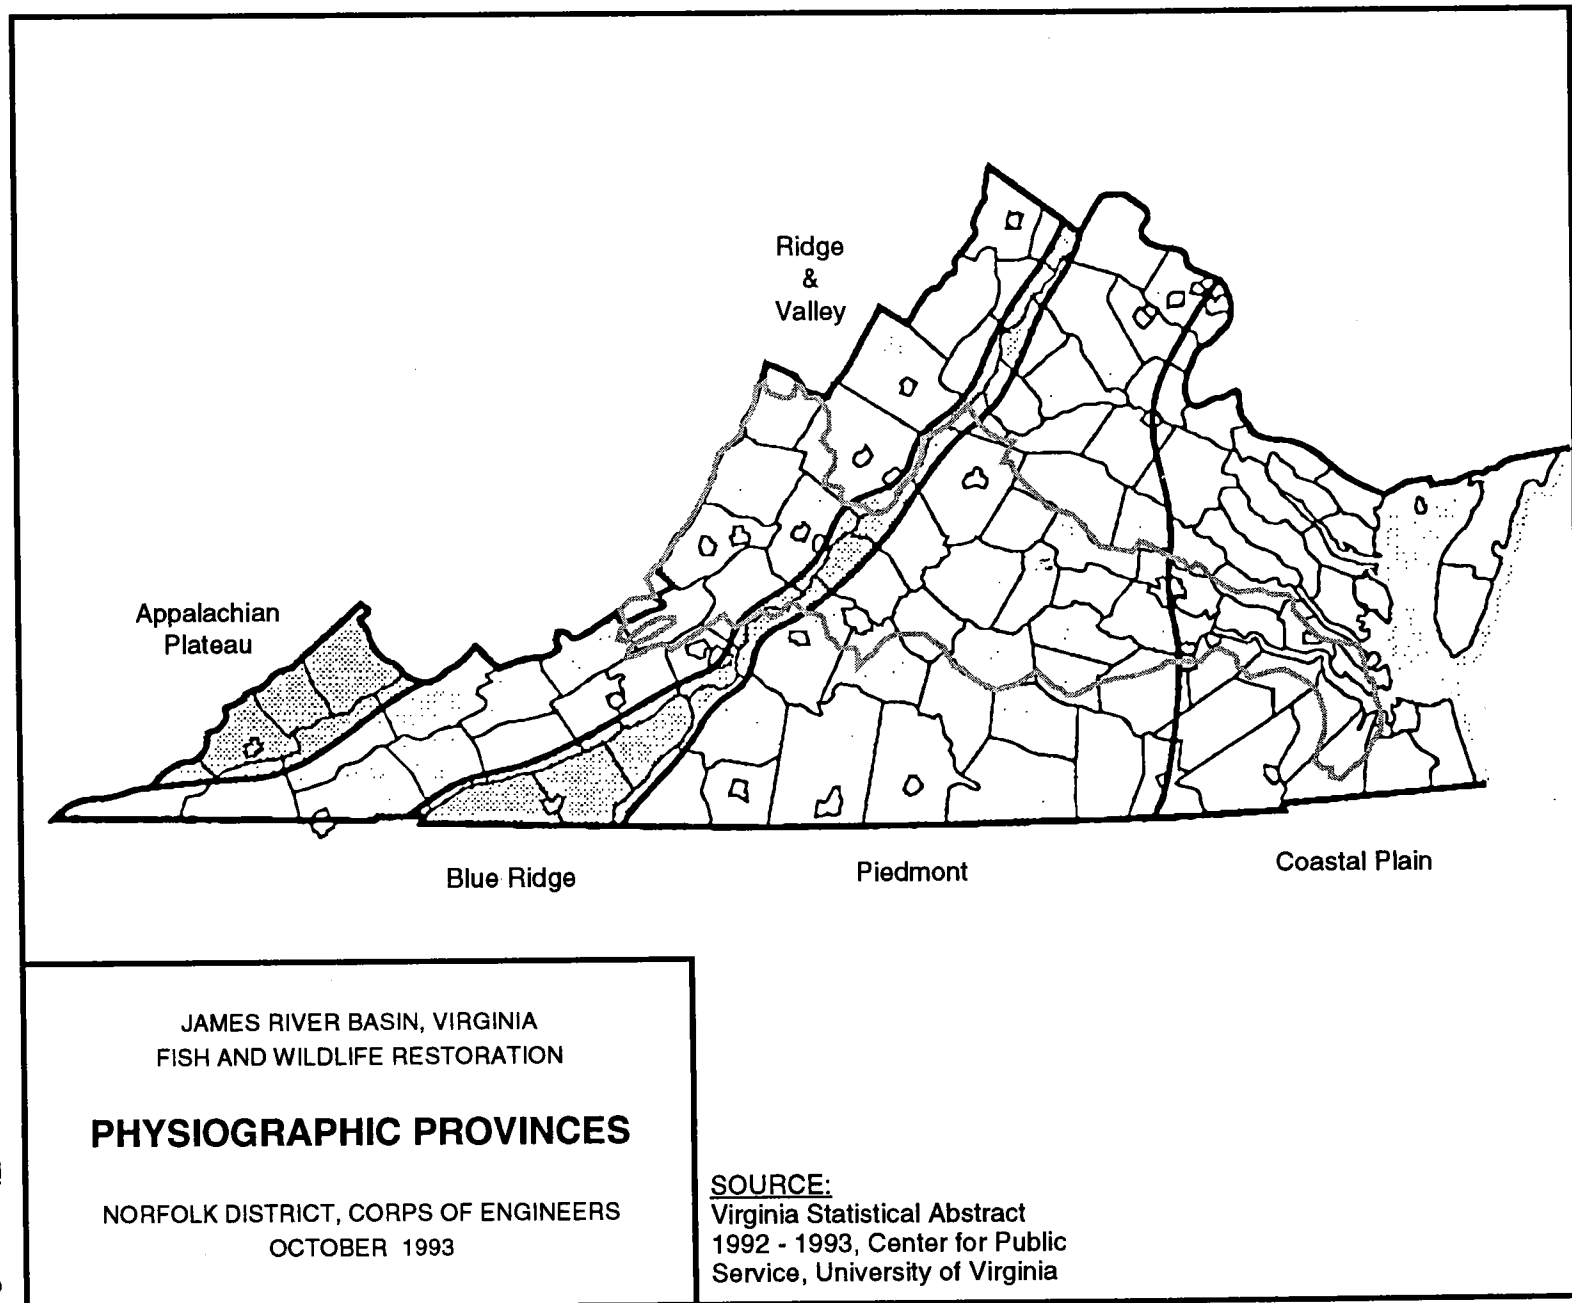 Ridge
&
Valley
Appalachian
Plateau
Blue Ridge
Piedmont
Coastal Plain
JAMES RIVER BASIN, VIRGINIA
FISH AND WILDLIFE RESTORATION
PHYSIOGRAPHIC PROVINCES
NORFOLK DISTRICT, CORPS OF ENGINEERS
OCTOBER 1993
SOURCE:
Virginia Statistical Abstract
1992 - 1993, Center for Public
Service, University of Virginia